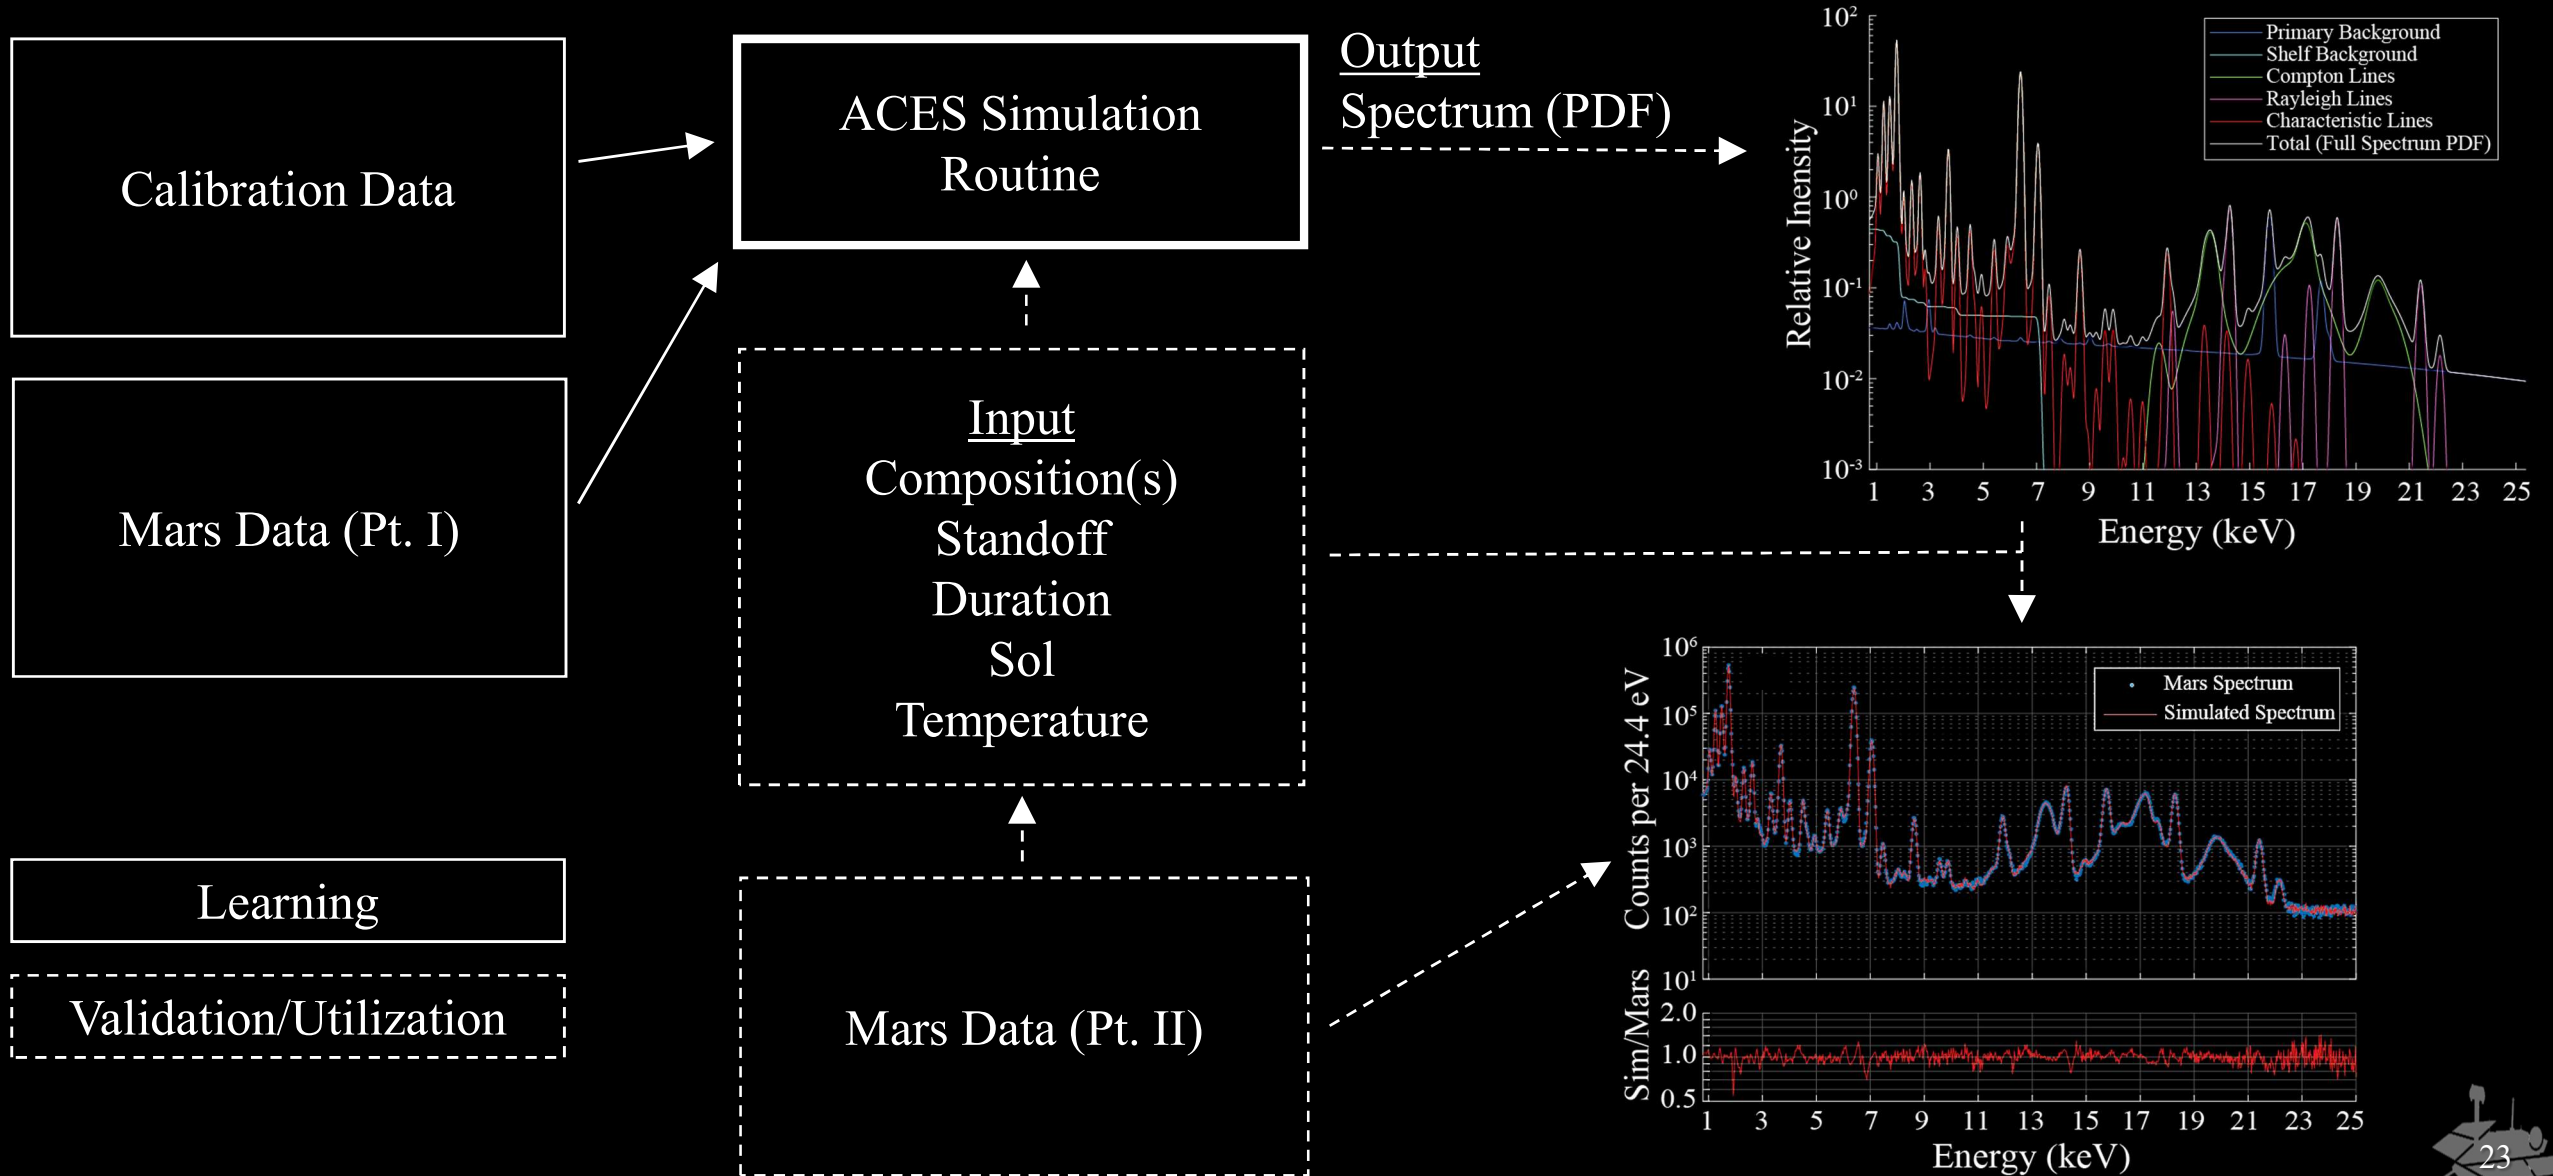 Calibration Data
Mars Data (Pt. I)
Learning
Validation/Utilization
ACES Simulation
Routine
Input
Composition(s)
Standoff
Duration
Sol
Temperature
Mars Data (Pt. II)
Output
Spectrum (PDF)
Relative Inensity
10²
10¹
10⁰
10⁻¹
10⁻²
10⁻³
Primary Background
Shelf Background
Compton Lines
Rayleigh Lines
Characteristic Lines
Total (Full Spectrum PDF)
1 3 5 7 9 11 13 15 17 19 21 23 25
Energy (keV)
Counts per 24.4 eV
10⁶
10⁵
10⁴
10³
10²
10¹
Mars Spectrum
Simulated Spectrum
Sim/Mars
2.0
1.0
0.5
1 3 5 7 9 11 13 15 17 19 21 23 25
Energy (keV)
23